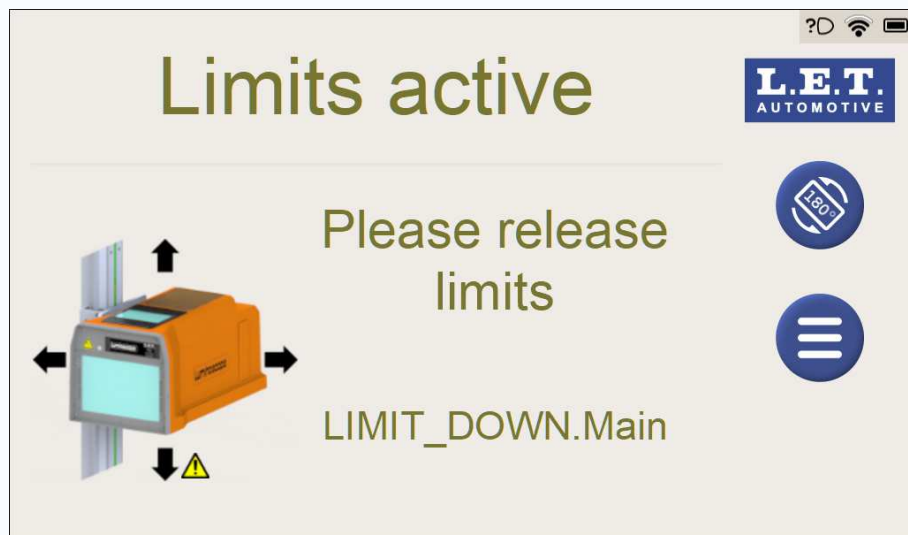 ?D
Limits active
L.E.T.
AUTOMOTIVE
180°
Please release
limits
LIMIT_DOWN.Main